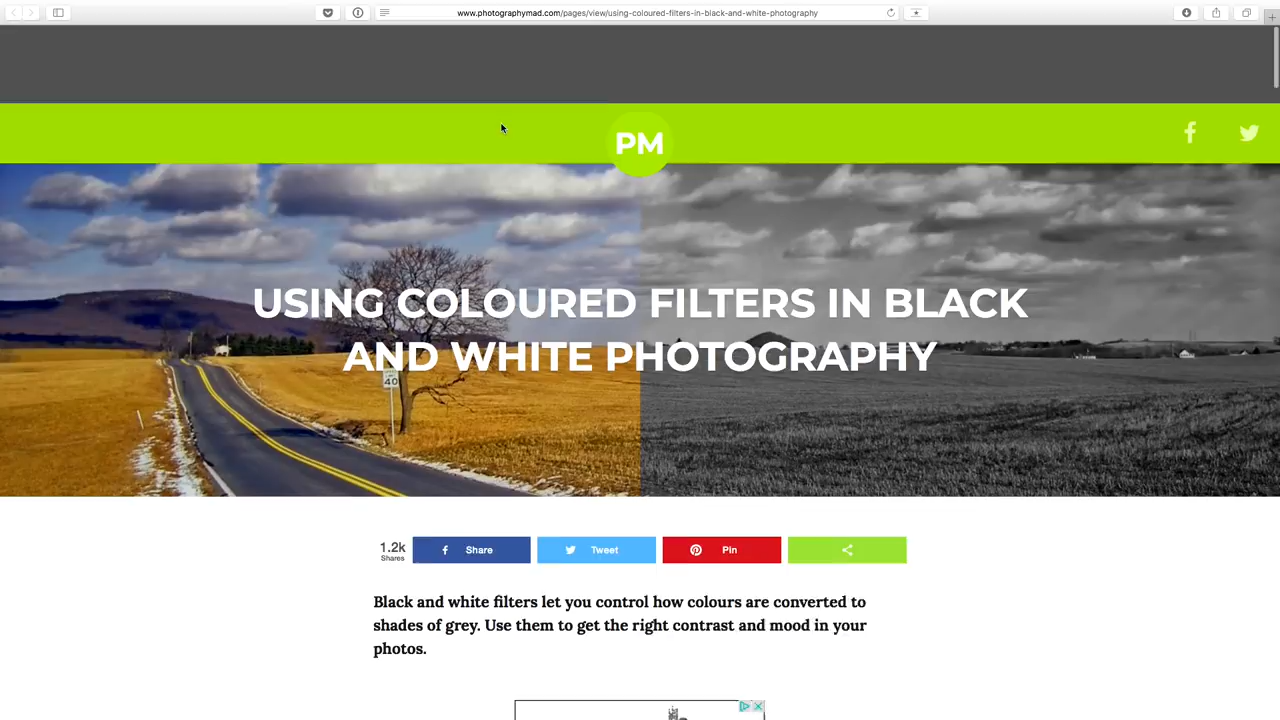 www.photographymad.com/pages/view/using-coloured-filters-in-black-and-white-photography
PM
USING COLOURED FILTERS IN BLACK
AND WHITE PHOTOGRAPHY
40
1.2k
Shares
Share
Tweet
Pin
Black and white filters let you control how colours are converted to
shades of grey. Use them to get the right contrast and mood in your
photos.